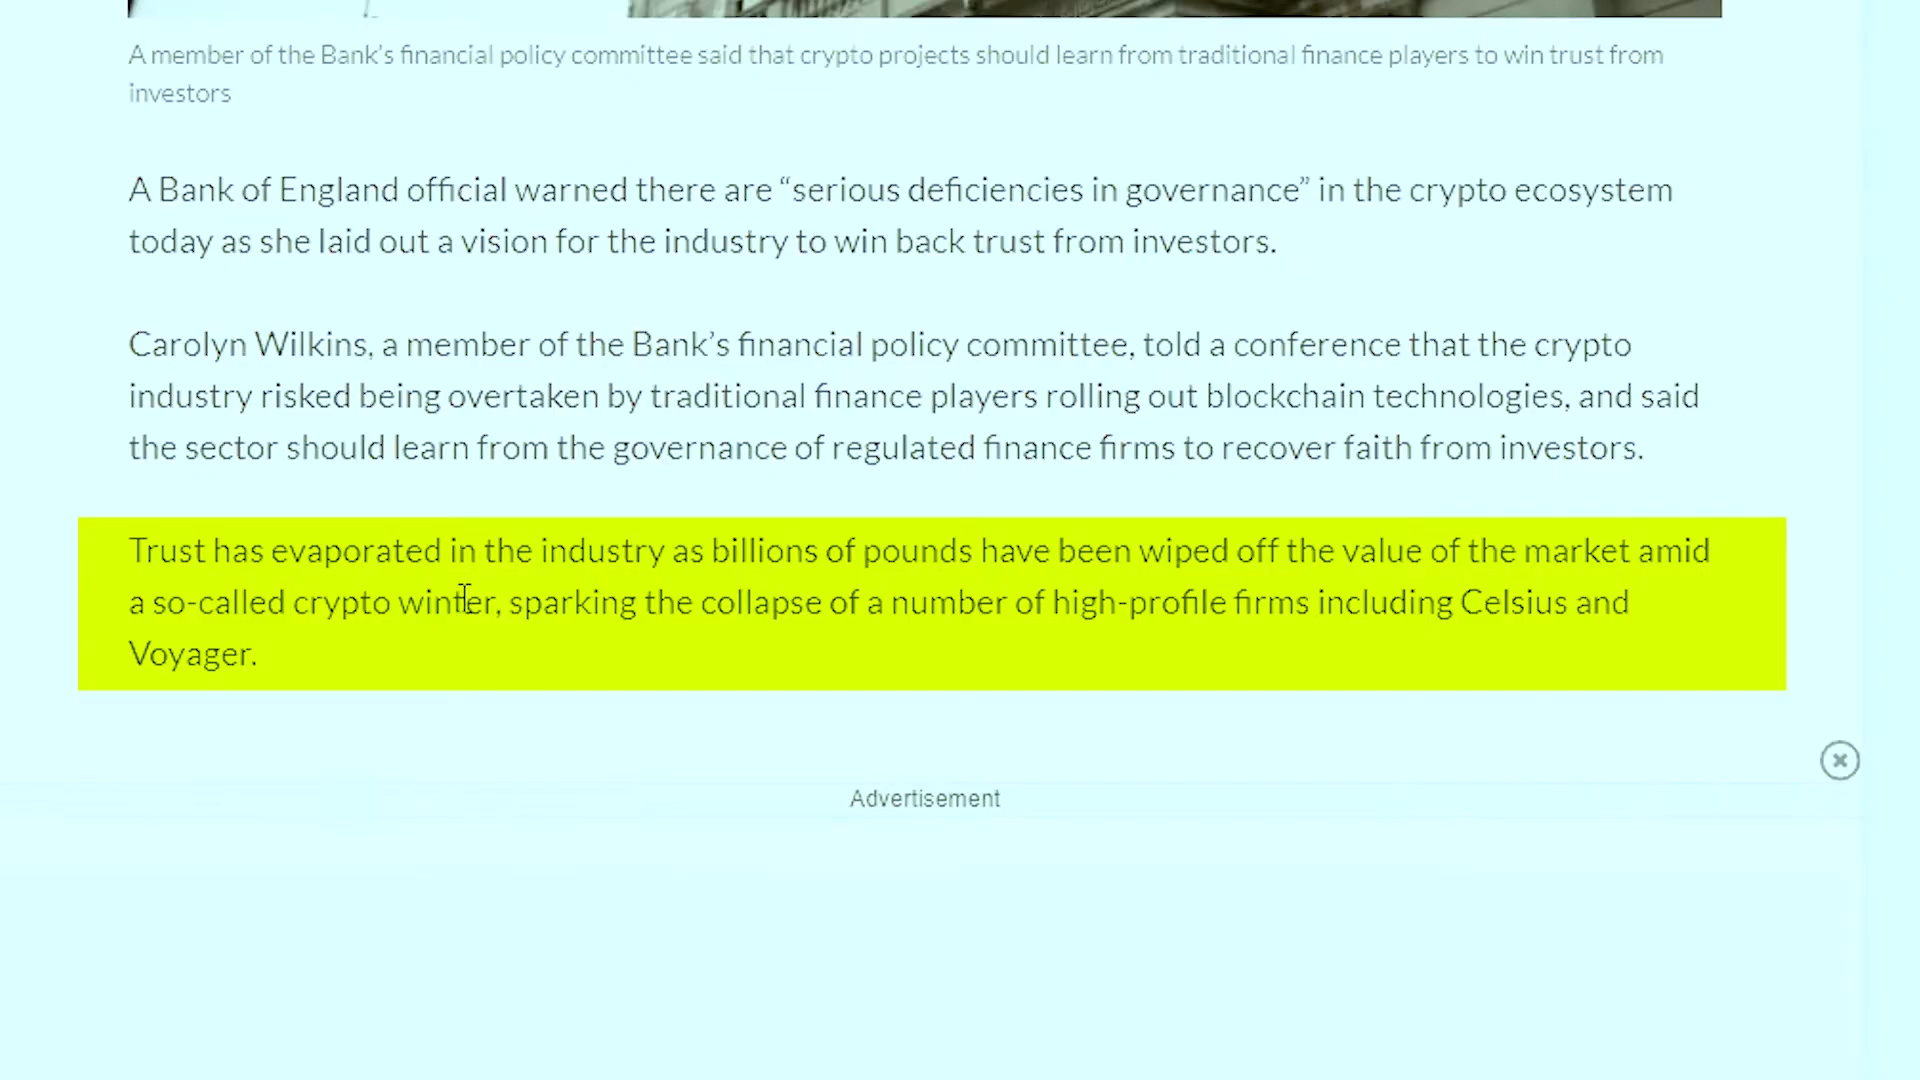 A member of the Bank’s financial policy committee said that crypto projects should learn from traditional finance players to win trust from
investors
A Bank of England official warned there are “serious deficiencies in governance” in the crypto ecosystem
today as she laid out a vision for the industry to win back trust from investors.
Carolyn Wilkins, a member of the Bank’s financial policy committee, told a conference that the crypto
industry risked being overtaken by traditional finance players rolling out blockchain technologies, and said
the sector should learn from the governance of regulated finance firms to recover faith from investors.
Trust has evaporated in the industry as billions of pounds have been wiped off the value of the market amid
a so-called crypto winter, sparking the collapse of a number of high-profile firms including Celsius and
Voyager.
Advertisement